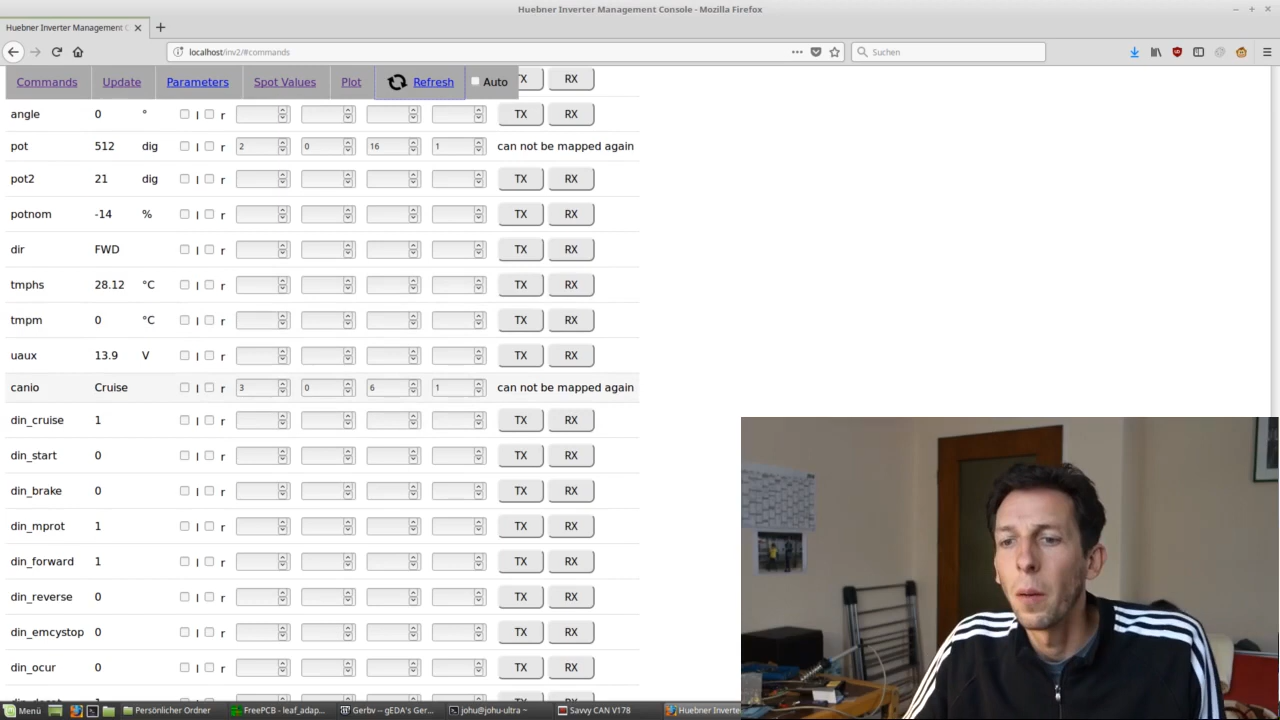 Huebner Inverter Management Console - Mozilla Firefox
Huebner Inverter Management C
localhost/inv2/#commands
Suchen
Commands Update Parameters Spot Values Plot Refresh Auto TX RX
angle 0 ° l r TX RX
pot 512 dig l r 2 0 16 1 can not be mapped again
pot2 21 dig l r TX RX
potnom -14 % l r TX RX
dir FWD l r TX RX
tmphs 28.12 °C l r TX RX
tmpm 0 °C l r TX RX
uaux 13.9 V l r TX RX
canio Cruise l r 3 0 6 1 can not be mapped again
din_cruise 1 l r TX RX
din_start 0 l r TX RX
din_brake 0 l r TX RX
din_mprot 1 l r TX RX
din_forward 1 l r TX RX
din_reverse 0 l r TX RX
din_emcystop 0 l r TX RX
din_ocur 0 l r TX RX
Menü Persönlicher Ordner FreePCB - leaf_adap... Gerbv -- gEDA's Ger... johu@johu-ultra ~ Savvy CAN V178 Huebner Inverte